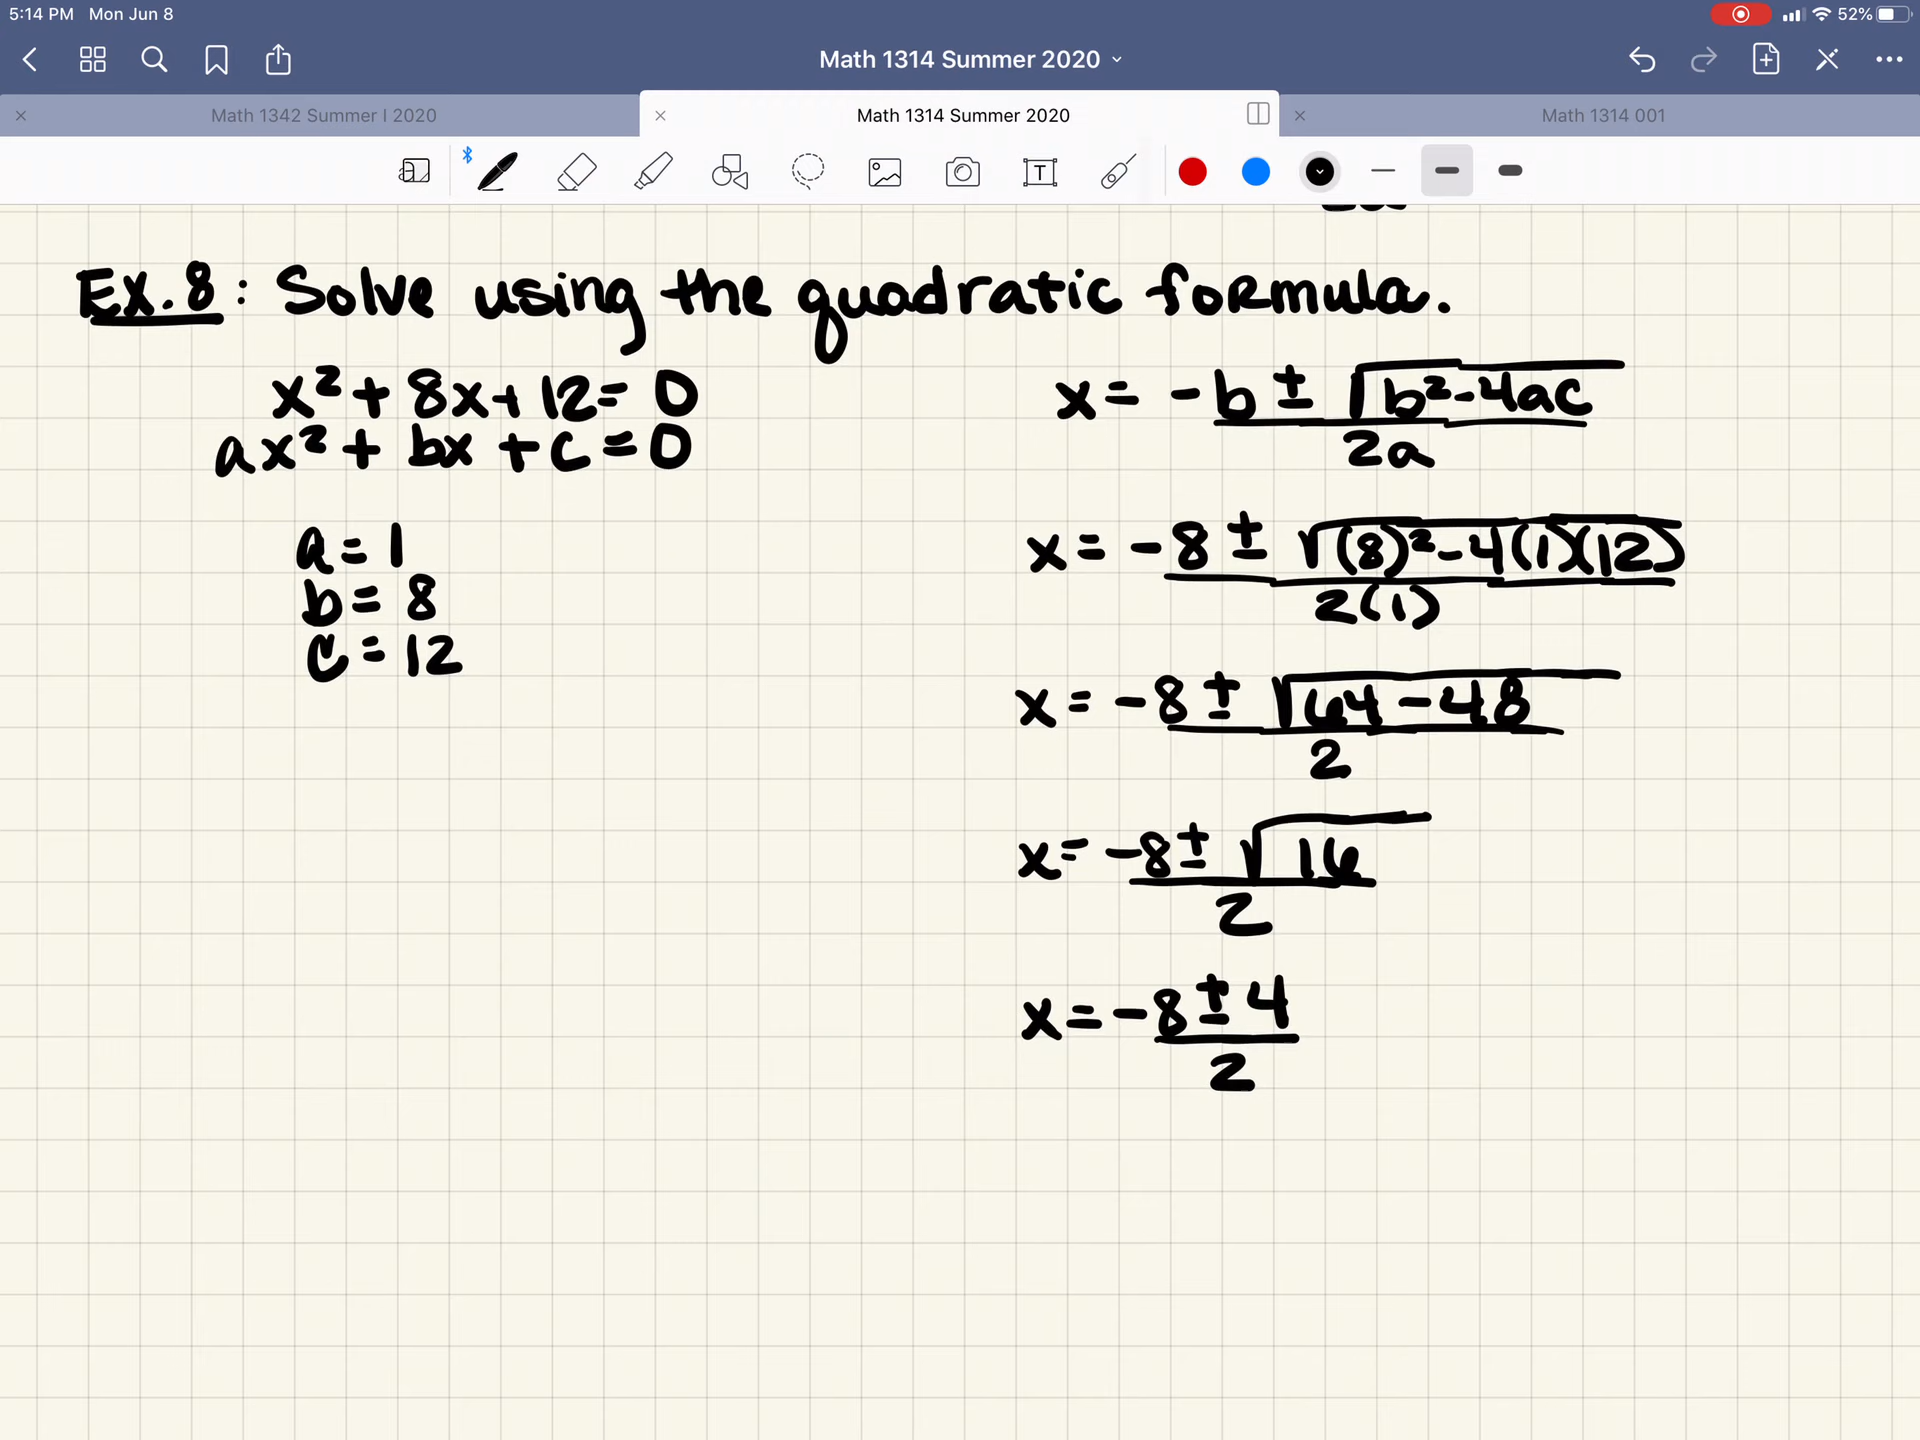 5:14 PM Mon Jun 8
52%
Math 1314 Summer 2020
Math 1342 Summer I 2020
Math 1314 Summer 2020
Math 1314 001
Ex. 8: Solve using the quadratic formula.
x² + 8x + 12 = 0
ax² + bx + c = 0
a = 1
b = 8
c = 12
x = -b ± √b²-4ac
2a
x = -8 ± √(8)²-4(1)(12)
2(1)
x = -8 ± √64-48
2
x = -8 ± √16
2
x = -8 ± 4
2